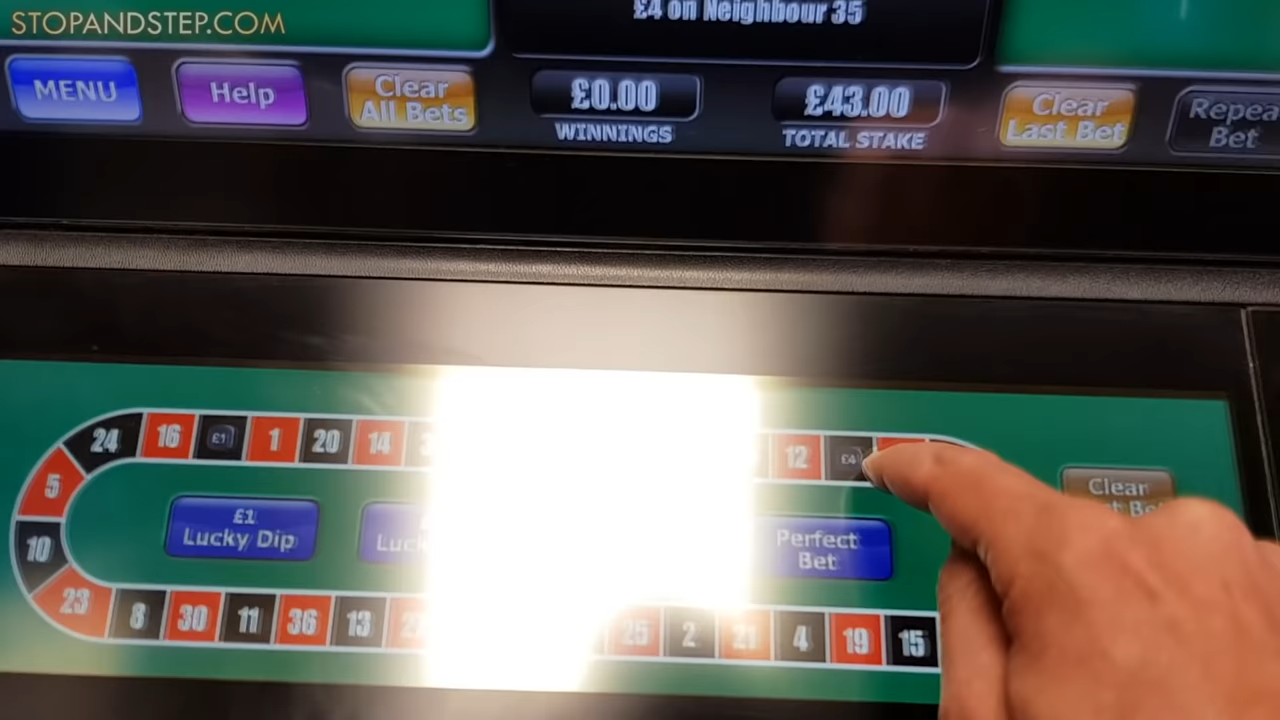 STOPANDSTEP.COM
£4 on Neighbour 35
MENU
Help
Clear
All Bets
£0.00
WINNINGS
£43.00
TOTAL STAKE
Clear
Last Bet
Repea
Bet
24 16 £1 1 20 14
12 £4
5
10
23 8 30 11 36 13
25 2 21 4 19 15
£1
Lucky Dip
Luck
Perfect
Bet
Clear